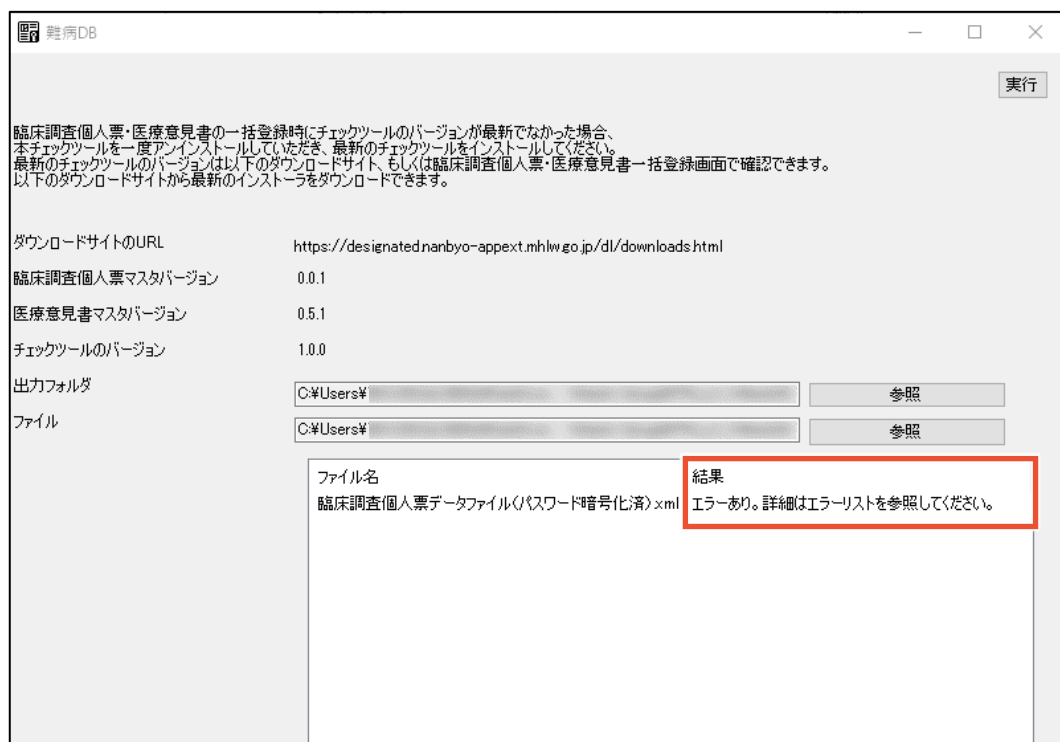 難病DB
実行
臨床調査個人票・医療意見書の一括登録時にチェックツールのバージョンが最新でなかった場合、
本チェックツールを一度アンインストールしていただき、最新のチェックツールをインストールしてください。
最新のチェックツールのバージョンは以下のダウンロードサイト、もしくは臨床調査個人票・医療意見書一括登録画面で確認できます。
以下のダウンロードサイトから最新のインストーラをダウンロードできます。
ダウンロードサイトのURL https://designated.nanbyo-appext.mhlw.go.jp/dl/downloads.html
臨床調査個人票マスタバージョン 0.0.1
医療意見書マスタバージョン 0.5.1
チェックツールのバージョン 1.0.0
出力フォルダ C:¥Users¥ 参照
ファイル C:¥Users¥ 参照
ファイル名 結果
臨床調査個人票データファイル(パスワード暗号化済).xml エラーあり。詳細はエラーリストを参照してください。